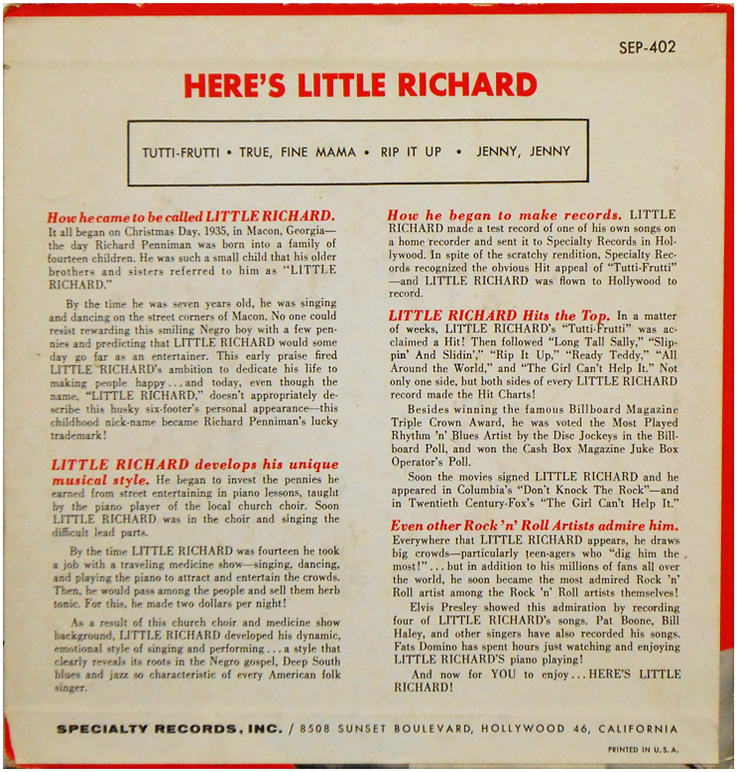 SEP-402
HERE'S LITTLE RICHARD
TUTTI-FRUTTI • TRUE, FINE MAMA • RIP IT UP • JENNY, JENNY
How he came to be called LITTLE RICHARD.
It all began on Christmas Day, 1935, in Macon, Georgia—
the day Richard Penniman was born into a family of
fourteen children. He was such a small child that his older
brothers and sisters referred to him as "LITTLE
RICHARD."
By the time he was seven years old, he was singing
and dancing on the street corners of Macon. No one could
resist rewarding this smiling Negro boy with a few pen-
nies and predicting that LITTLE RICHARD would some
day go far as an entertainer. This early praise fired
LITTLE RICHARD's ambition to dedicate his life to
making people happy...and today, even though the
name, "LITTLE RICHARD," doesn't appropriately de-
scribe this husky six-footer's personal appearance—this
childhood nick-name became Richard Penniman's lucky
trademark!
LITTLE RICHARD develops his unique
musical style. He began to invest the pennies he
earned from street entertaining in piano lessons, taught
by the piano player of the local church choir. Soon
LITTLE RICHARD was in the choir and singing the
difficult lead parts.
By the time LITTLE RICHARD was fourteen he took
a job with a traveling medicine show—singing, dancing,
and playing the piano to attract and entertain the crowds.
Then, he would pass among the people and sell them herb
tonic. For this, he made two dollars per night!
As a result of this church choir and medicine show
background, LITTLE RICHARD developed his dynamic,
emotional style of singing and performing...a style that
clearly reveals its roots in the Negro gospel, Deep South
blues and jazz so characteristic of every American folk
singer.
How he began to make records. LITTLE
RICHARD made a test record of one of his own songs on
a home recorder and sent it to Specialty Records in Hol-
lywood. In spite of the scratchy rendition, Specialty Rec-
ords recognized the obvious Hit appeal of "Tutti-Frutti"
—and LITTLE RICHARD was flown to Hollywood to
record.
LITTLE RICHARD Hits the Top. In a matter
of weeks, LITTLE RICHARD's "Tutti-Frutti" was ac-
claimed a Hit! Then followed "Long Tall Sally," "Slip-
pin' And Slidin'," "Rip It Up," "Ready Teddy," "All
Around the World," and "The Girl Can't Help It." Not
only one side, but both sides of every LITTLE RICHARD
record made the Hit Charts!
Besides winning the famous Billboard Magazine
Triple Crown Award, he was voted the Most Played
Rhythm 'n' Blues Artist by the Disc Jockeys in the Bill-
board Poll, and won the Cash Box Magazine Juke Box
Operator's Poll.
Soon the movies signed LITTLE RICHARD and he
appeared in Columbia's "Don't Knock The Rock"—and
in Twentieth Century-Fox's "The Girl Can't Help It."
Even other Rock 'n' Roll Artists admire him.
Everywhere that LITTLE RICHARD appears, he draws
big crowds—particularly teen-agers who "dig him the
most!"...but in addition to his millions of fans all over
the world, he soon became the most admired Rock 'n'
Roll artist among the Rock 'n' Roll artists themselves!
Elvis Presley showed this admiration by recording
four of LITTLE RICHARD's songs. Pat Boone, Bill
Haley, and other singers have also recorded his songs.
Fats Domino has spent hours just watching and enjoying
LITTLE RICHARD'S piano playing!
And now for YOU to enjoy...HERE'S LITTLE
RICHARD!
SPECIALTY RECORDS, INC. / 8508 SUNSET BOULEVARD, HOLLYWOOD 46, CALIFORNIA
PRINTED IN U.S.A.